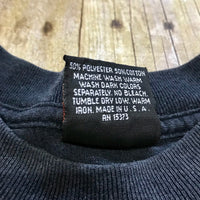 50% POLYESTER 50% COTTON
MACHINE WASH WARM
WASH DARK COLORS
SEPARATELY. NO BLEACH.
TUMBLE DRY LOW. WARM
IRON. MADE IN U.S.A.
RN 15373